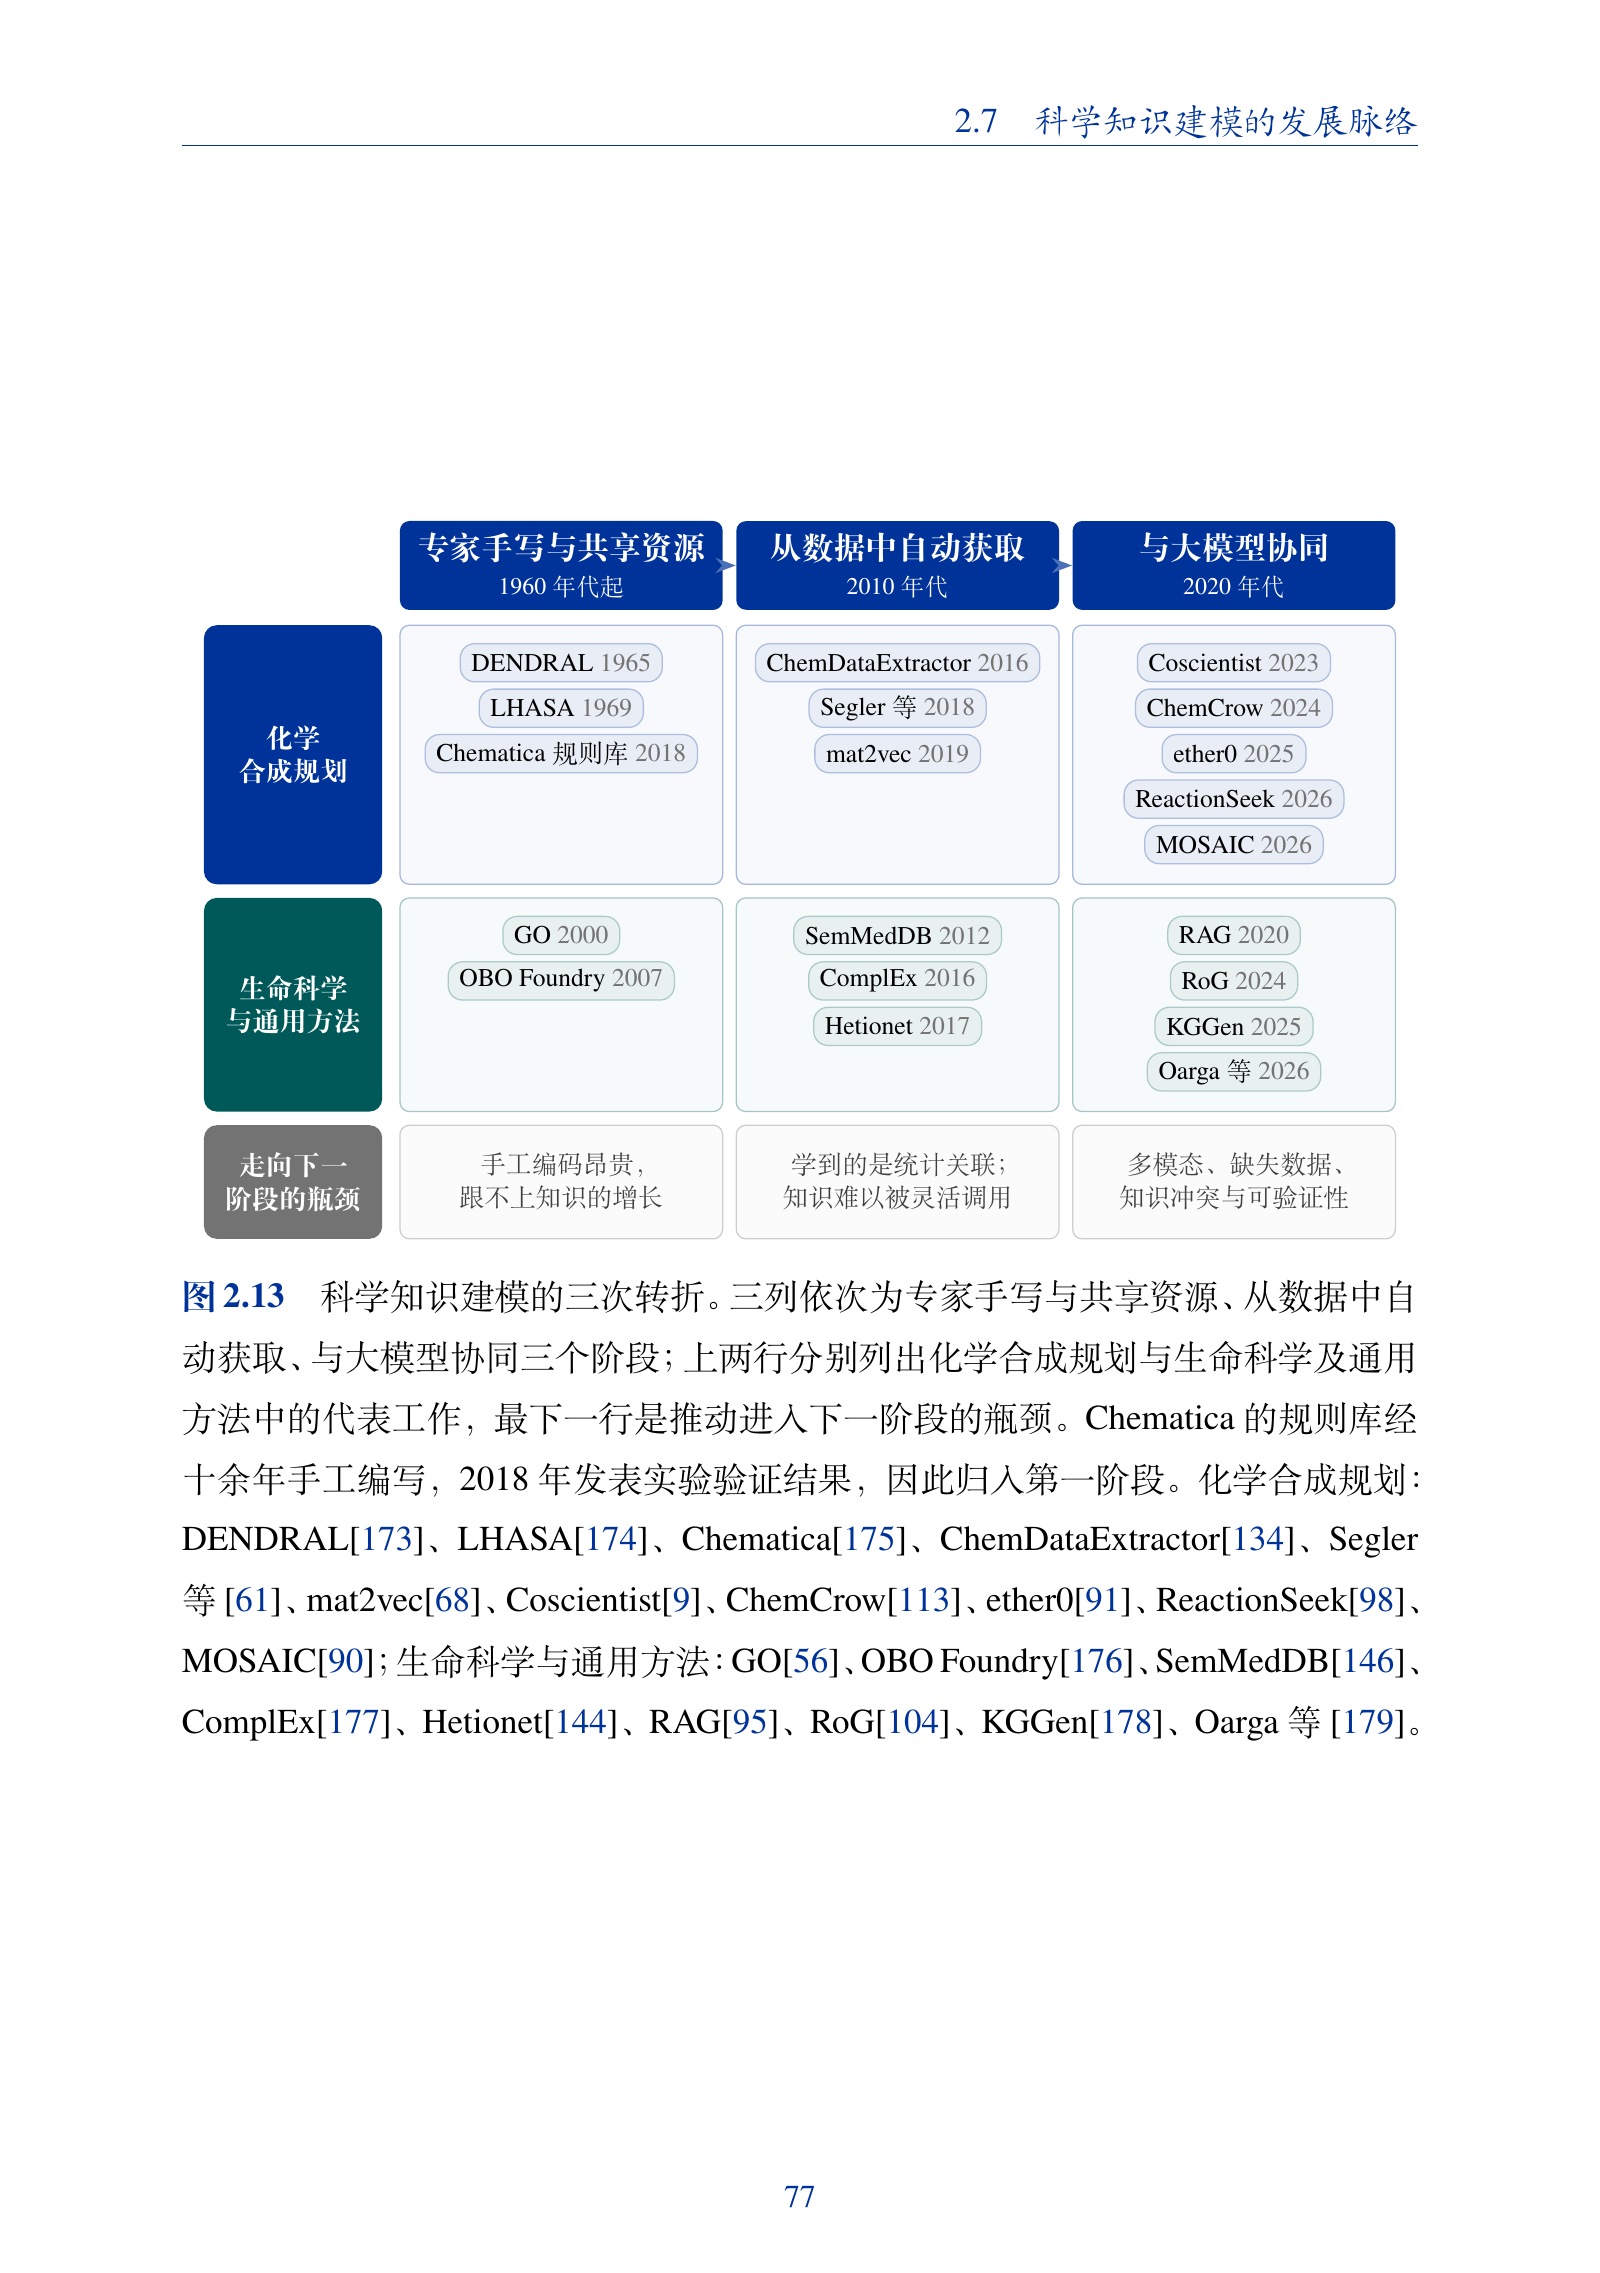 2.7 科学知识建模的发展脉络
专家手写与共享资源
1960 年代起
从数据中自动获取
2010 年代
与大模型协同
2020 年代
化学
合成规划
DENDRAL 1965
LHASA 1969
Chematica 规则库 2018
ChemDataExtractor 2016
Segler 等 2018
mat2vec 2019
Coscientist 2023
ChemCrow 2024
ether0 2025
ReactionSeek 2026
MOSAIC 2026
生命科学
与通用方法
GO 2000
OBO Foundry 2007
SemMedDB 2012
ComplEx 2016
Hetionet 2017
RAG 2020
RoG 2024
KGGen 2025
Oarga 等 2026
走向下一
阶段的瓶颈
手工编码昂贵，
跟不上知识的增长
学到的是统计关联；
知识难以被灵活调用
多模态、缺失数据、
知识冲突与可验证性
图 2.13 科学知识建模的三次转折。三列依次为专家手写与共享资源、从数据中自
动获取、与大模型协同三个阶段；上两行分别列出化学合成规划与生命科学及通用
方法中的代表工作，最下一行是推动进入下一阶段的瓶颈。Chematica 的规则库经
十余年手工编写，2018 年发表实验验证结果，因此归入第一阶段。化学合成规划：
DENDRAL[173]、LHASA[174]、Chematica[175]、ChemDataExtractor[134]、Segler
等 [61]、mat2vec[68]、Coscientist[9]、ChemCrow[113]、ether0[91]、ReactionSeek[98]、
MOSAIC[90]；生命科学与通用方法：GO[56]、OBO Foundry[176]、SemMedDB[146]、
ComplEx[177]、Hetionet[144]、RAG[95]、RoG[104]、KGGen[178]、Oarga 等 [179]。
77